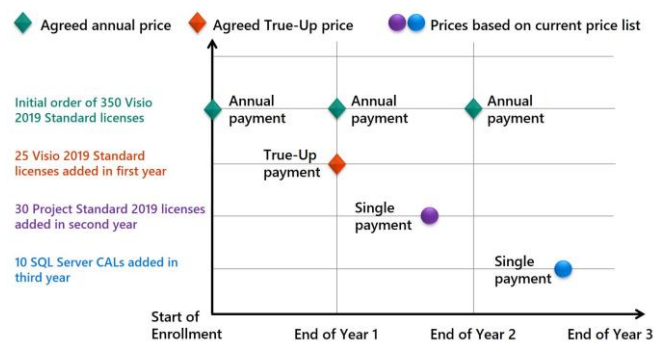 Agreed annual price
Agreed True-Up price
Prices based on current price list
Initial order of 350 Visio
2019 Standard licenses
Annual
payment
Annual
payment
Annual
payment
25 Visio 2019 Standard
licenses added in first year
True-Up
payment
30 Project Standard 2019 licenses
added in second year
Single
payment
10 SQL Server CALs added in
third year
Single
payment
Start of
Enrollment
End of Year 1
End of Year 2
End of Year 3